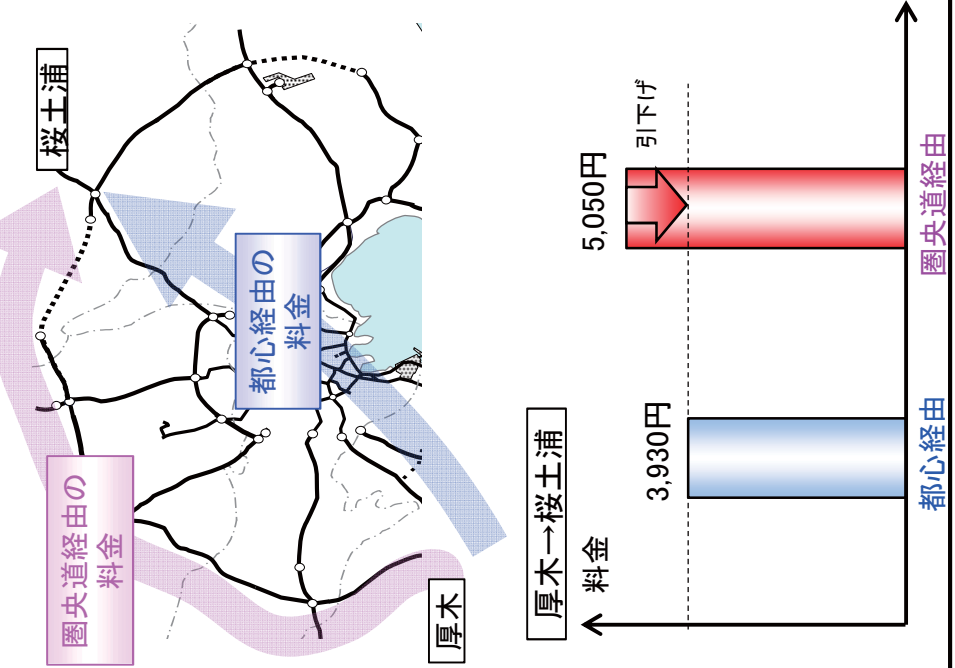 圏央道経由の
料金
都心経由の
料金
桜土浦
厚木
厚木→桜土浦
料金
3,930円
5,050円
引下げ
都心経由
圏央道経由